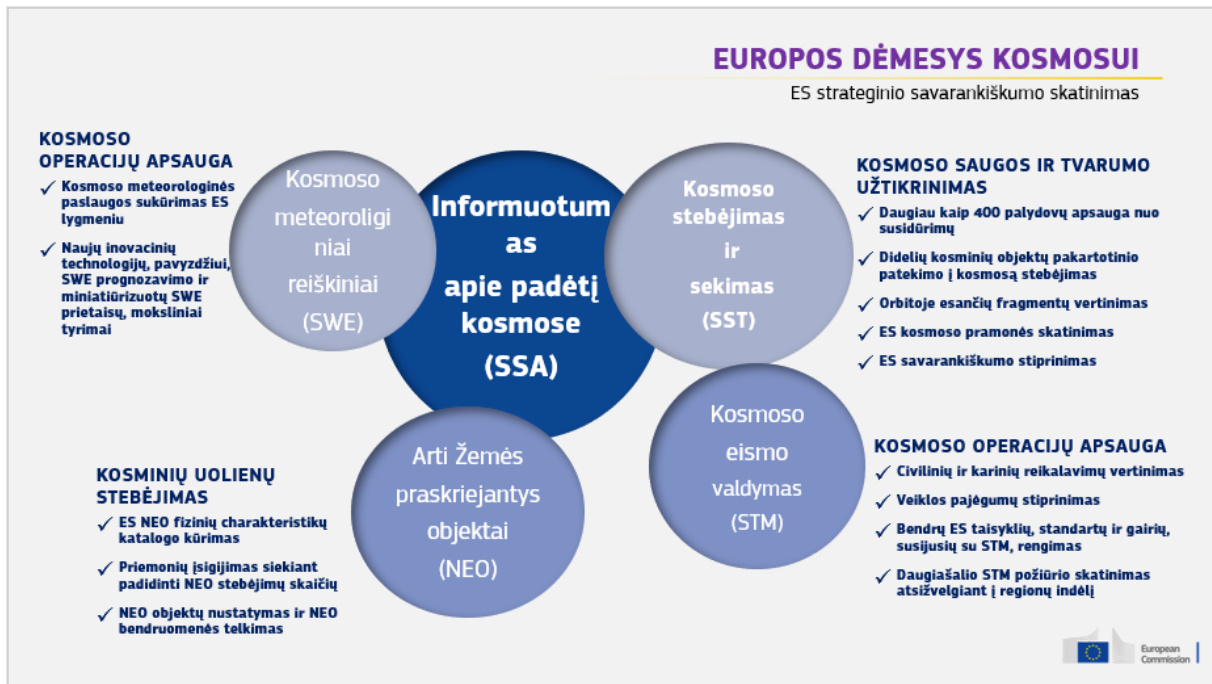 EUROPOS DĖMESYS KOSMOSUI
ES strateginio savarankiškumo skatinimas
KOSMOSO
OPERACIJŲ APSAUGA
✓ Kosmoso meteorologinės
paslaugos sukūrimas ES
lygmeniu
✓ Naujų inovacinių
technologijų, pavyzdžiui,
SWE prognozavimo ir
miniatiūrizuotų SWE
prietaisų, moksliniai
tyrimai
Kosmoso
meteoroligi
niai
reiškiniai
(SWE)
Informuotum
as
apie padėtį
kosmose
(SSA)
Kosmoso
stebėjimas
ir
sekimas
(SST)
KOSMOSO SAUGOS IR TVARUMO
UŽTIKRINIMAS
✓ Daugiau kaip 400 palydovų apsauga nuo
susidūrimų
✓ Didelių kosminių objektų pakartotinio
patekimo į kosmosą stebėjimas
✓ Orbitoje esančių fragmentų vertinimas
✓ ES kosmoso pramonės skatinimas
✓ ES savarankiškumo stiprinimas
KOSMINIŲ UOLIENŲ
STEBĖJIMAS
✓ ES NEO fizinių charakteristikų
katalogo kūrimas
✓ Priemonių įsigijimas siekiant
padidinti NEO stebėjimų skaičių
✓ NEO objektų nustatymas ir NEO
bendruomenės telkimas
Arti Žemės
praskriejantys
objektai
(NEO)
Kosmoso
eismo
valdymas
(STM)
KOSMOSO OPERACIJŲ APSAUGA
✓ Civilinių ir karinių reikalavimų vertinimas
✓ Veiklos pajėgumų stiprinimas
✓ Bendrų ES taisyklių, standartų ir gairių,
susijusių su STM, rengimas
✓ Daugiašalio STM požiūrio skatinimas
atsižvelgiant į regionų indėlį
European
Commission